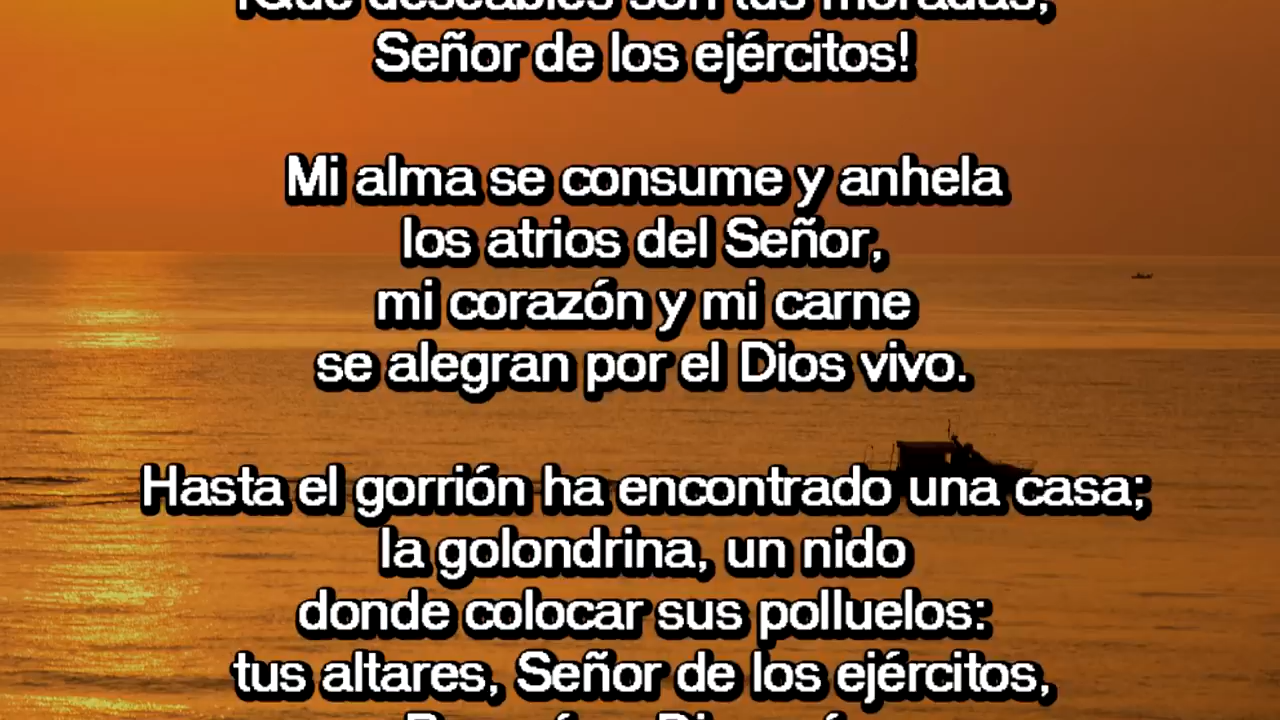 ¡Qué deseables son tus moradas,
Señor de los ejércitos!
Mi alma se consume y anhela
los atrios del Señor,
mi corazón y mi carne
se alegran por el Dios vivo.
Hasta el gorrión ha encontrado una casa;
la golondrina, un nido
donde colocar sus polluelos:
tus altares, Señor de los ejércitos,